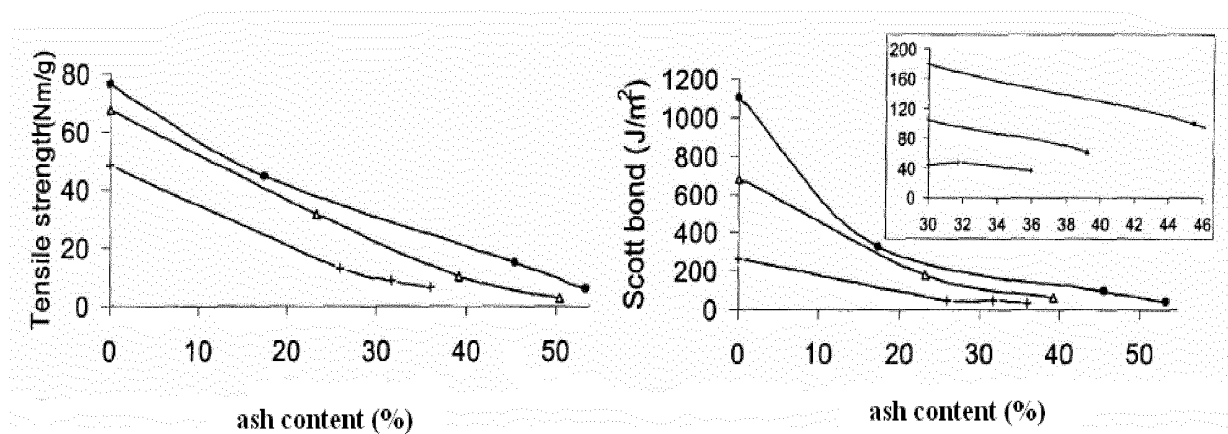 Tensile strength(Nm/g)
80
60
40
20
0
0 10 20 30 40 50
ash content (%)
Scott bond (J/m²)
1200
1000
800
600
400
200
0
0 10 20 30 40 50
ash content (%)
200
160
120
80
40
0
30 32 34 36 38 40 42 44 46